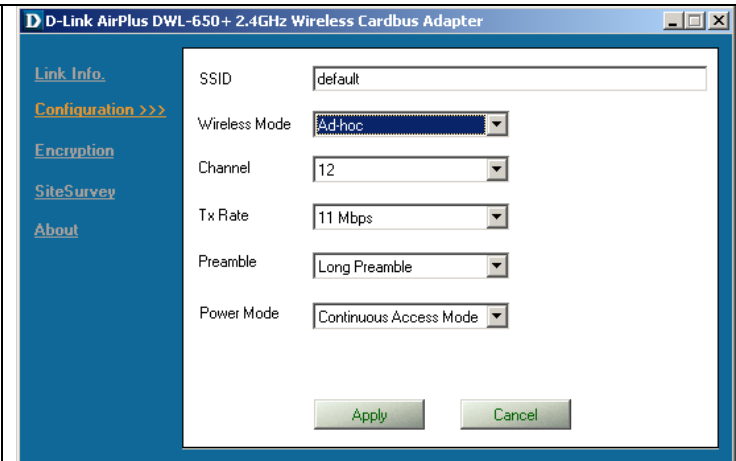 D D-Link AirPlus DWL-650+ 2.4GHz Wireless Cardbus Adapter
Link Info.
Configuration >>>
Encryption
SiteSurvey
About
SSID default
Wireless Mode Ad-hoc
Channel 12
Tx Rate 11 Mbps
Preamble Long Preamble
Power Mode Continuous Access Mode
Apply Cancel